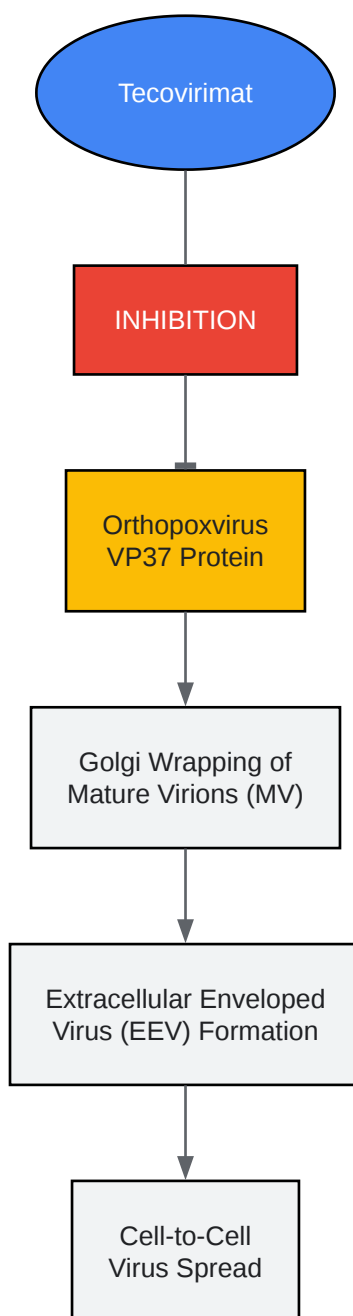 Tecovirimat
INHIBITION
Orthopoxvirus
VP37 Protein
Golgi Wrapping of
Mature Virions (MV)
Extracellular Enveloped
Virus (EEV) Formation
Cell-to-Cell
Virus Spread